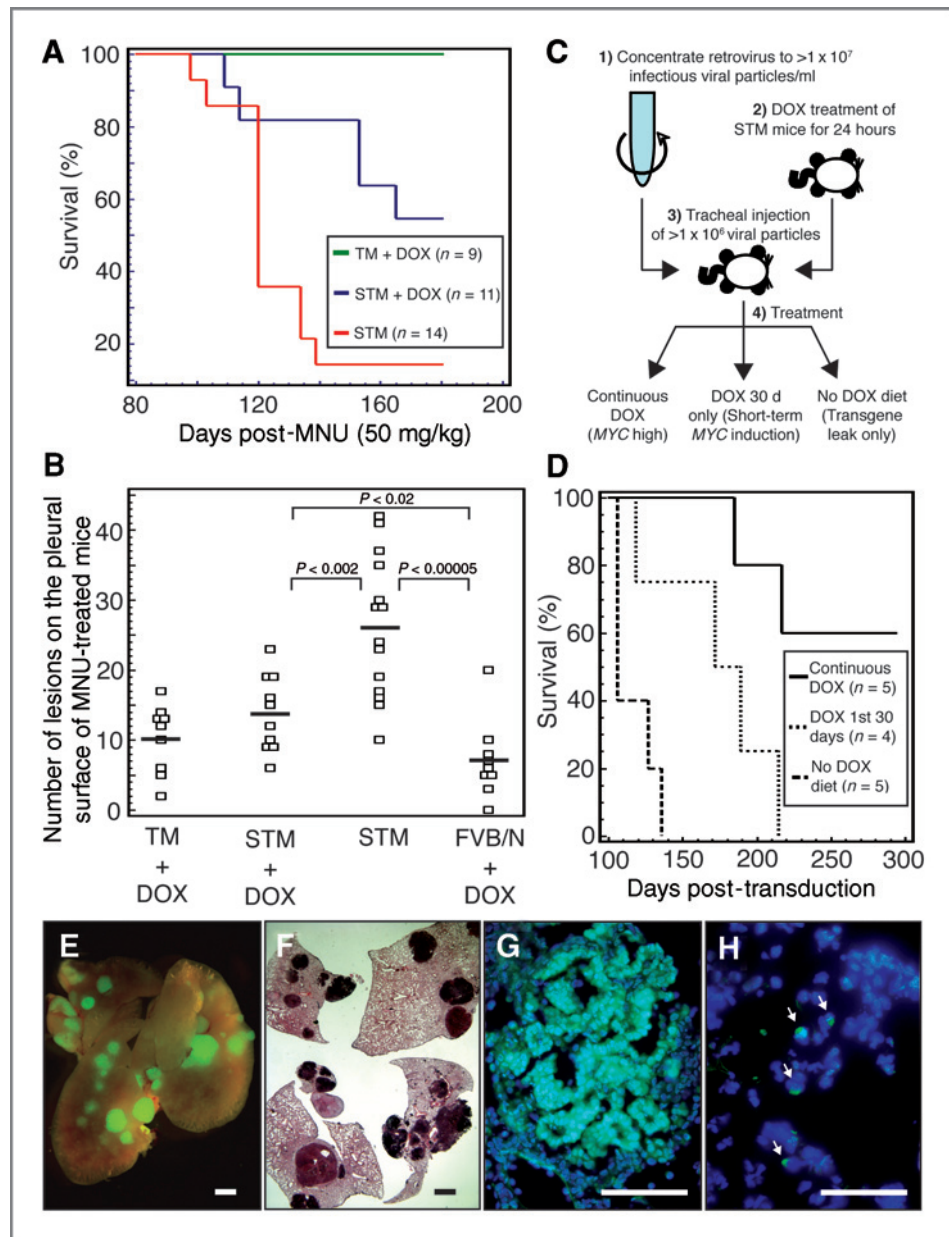 A
100
80
60
40
20
Survival (%)
TM + DOX (n = 9)
STM + DOX (n = 11)
STM (n = 14)
80
120
160
200
Days post-MNU (50 mg/kg)
B
Number of lesions on the pleural
surface of MNU-treated mice
40
30
20
10
0
P < 0.02
P < 0.002
P < 0.00005
TM
+
DOX
STM
+
DOX
STM
FVB/N
+
DOX
C
1) Concentrate retrovirus to >1 x 10⁷
infectious viral particles/ml
2) DOX treatment of
STM mice for 24 hours
3) Tracheal injection
of >1 x 10⁶ viral particles
4) Treatment
Continuous
DOX
(MYC high)
DOX 30 d
only (Short-term
MYC induction)
No DOX diet
(Transgene
leak only)
D
100
80
60
40
20
0
Survival (%)
Continuous
DOX (n = 5)
DOX 1st 30
days (n = 4)
No DOX
diet (n = 5)
100
150
200
250
300
Days post-transduction
E
F
G
H